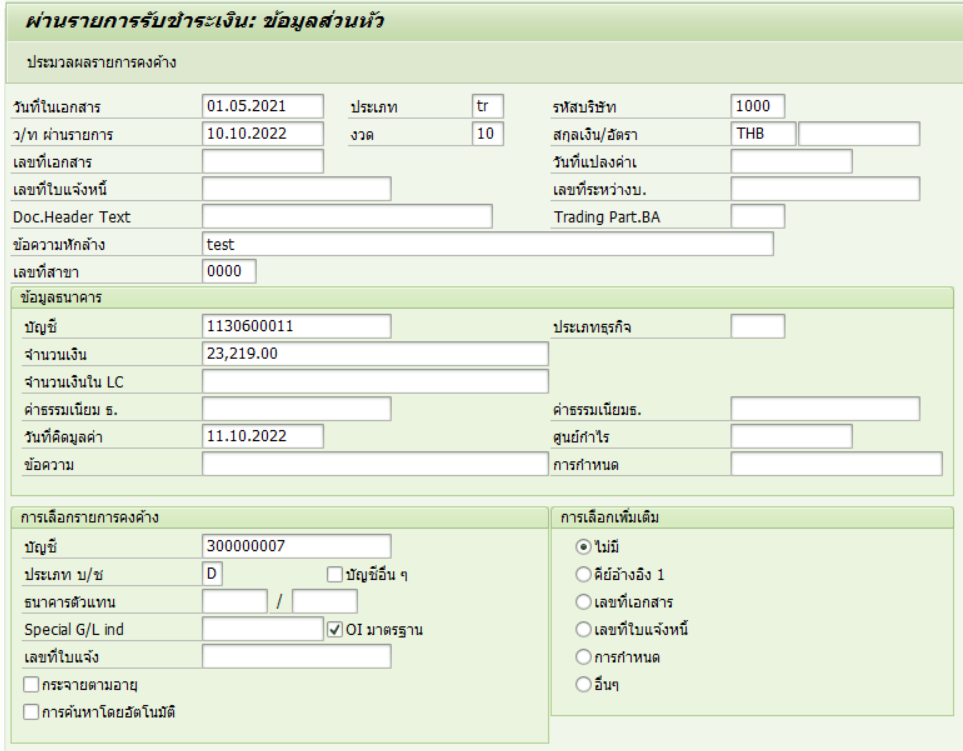 ผ่านรายการรับชำระเงิน: ข้อมูลส่วนหัว
ประมวลผลรายการคงค้าง
วันที่ในเอกสาร 01.05.2021 ประเภท tr รหัสบริษัท 1000
ว/ท ผ่านรายการ 10.10.2022 งวด 10 สกุลเงิน/อัตรา THB
เลขที่เอกสาร วันที่แปลงค่าเ
เลขที่ใบแจ้งหนี้ เลขที่ระหว่างบ.
Doc.Header Text Trading Part.BA
ข้อความหักล้าง test
เลขที่สาขา 0000
ข้อมูลธนาคาร
บัญชี 1130600011 ประเภทธุรกิจ
จำนวนเงิน 23,219.00
จำนวนเงินใน LC
ค่าธรรมเนียม ธ. ค่าธรรมเนียมธ.
วันที่คิดมูลค่า 11.10.2022 ศูนย์กำไร
ข้อความ การกำหนด
การเลือกรายการคงค้าง
บัญชี 300000007
ประเภท บ/ช D บัญชีอื่น ๆ
ธนาคารตัวแทน /
Special G/L ind OI มาตรฐาน
เลขที่ใบแจ้ง
กระจายตามอายุ
การค้นหาโดยอัตโนมัติ
การเลือกเพิ่มเติม
ไม่มี
คีย์อ้างอิง 1
เลขที่เอกสาร
เลขที่ใบแจ้งหนี้
การกำหนด
อื่นๆ